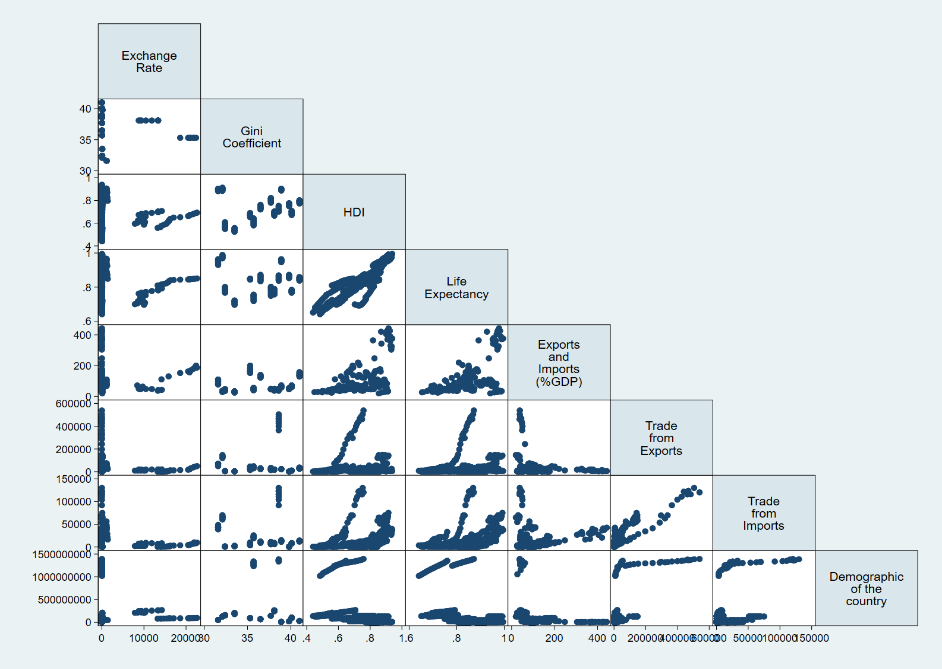 Exchange
Rate
40
35
30
Gini
Coefficient
1
.8
.6
.4
HDI
1
.8
.6
Life
Expectancy
400
200
0
Exports
and
Imports
(%GDP)
600000
400000
200000
0
Trade
from
Exports
150000
100000
50000
0
Trade
from
Imports
1500000000
1000000000
500000000
0
Demographic
of the
country
0 10000 20000 30 35 40 .4 .6 .8 1 .6 .8 1 0 200 400 0 200000 400000 600000 0 50000 100000 150000